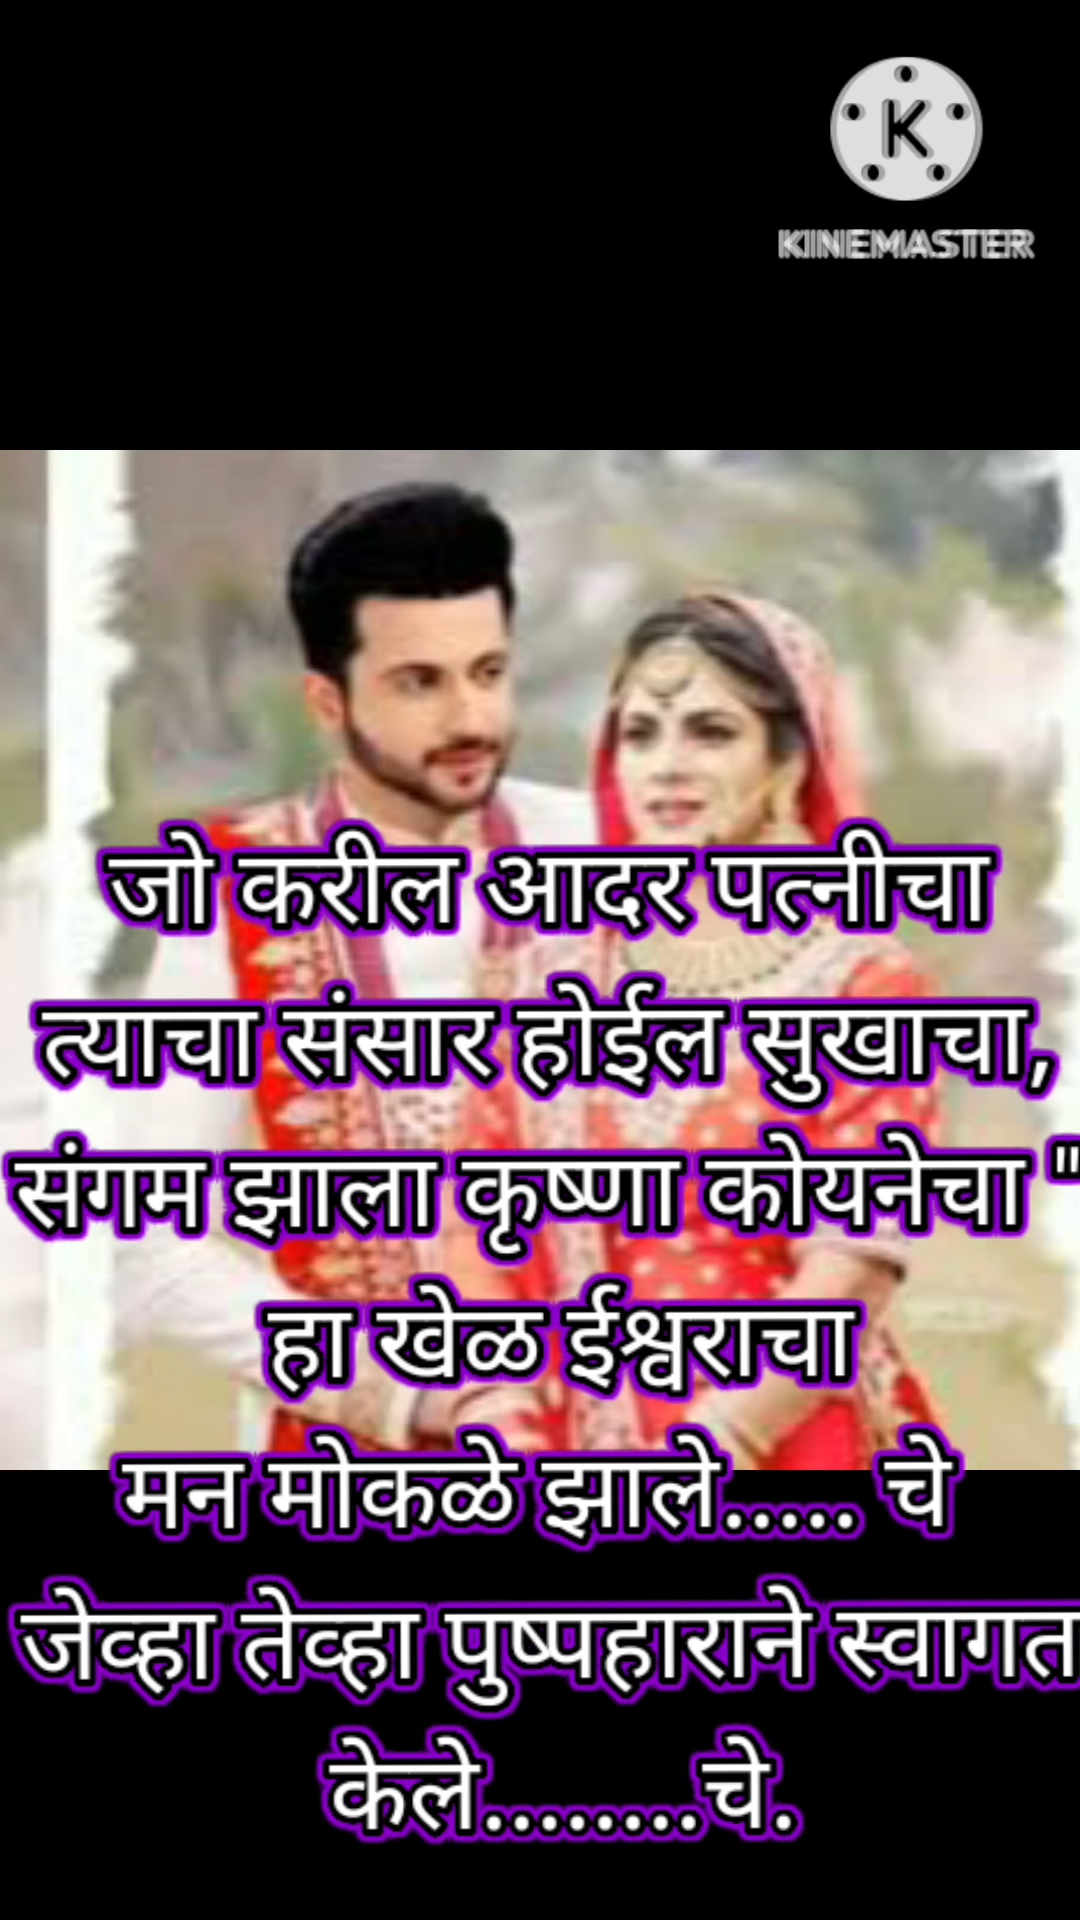 K
KINEMASTER
जो करील आदर पत्नीचा
त्याचा संसार होईल सुखाचा,
संगम झाला कृष्णा कोयनेचा "
हा खेळ ईश्वराचा
मन मोकळे झाले..... चे
जेव्हा तेव्हा पुष्पहाराने स्वागत
केले........चे.